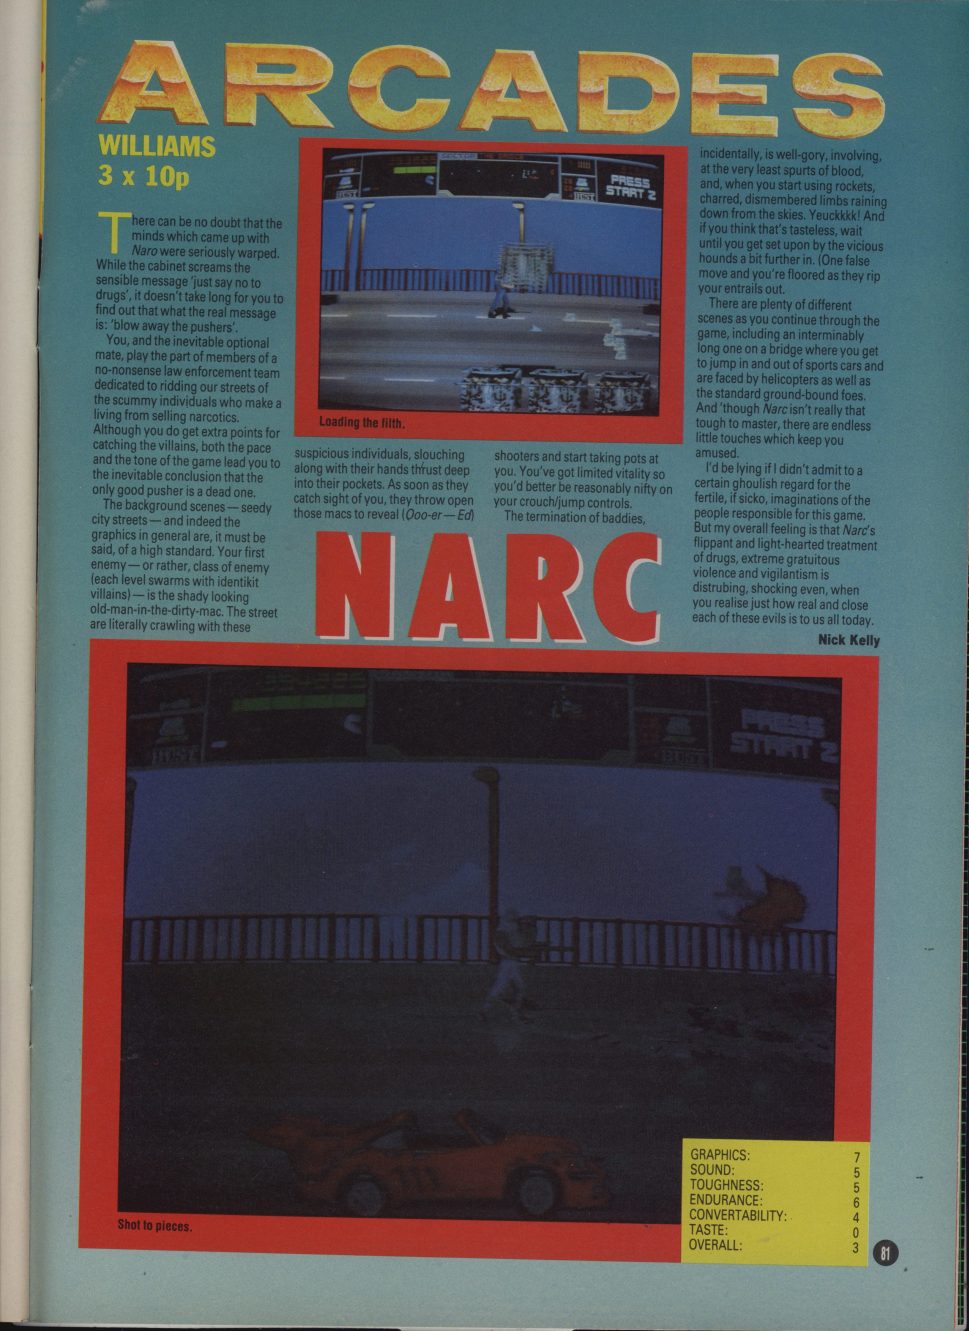 ARCADES
WILLIAMS
3 x 10p
There can be no doubt that the
minds which came up with
Naro were seriously warped.
While the cabinet screams the
sensible message 'just say no to
drugs', it doesn't take long for you to
find out that what the real message
is: 'blow away the pushers'.
You, and the inevitable optional
mate, play the part of members of a
no-nonsense law enforcement team
dedicated to ridding our streets of
the scummy individuals who make a
living from selling narcotics.
Although you do get extra points for
catching the villains, both the pace
and the tone of the game lead you to
the inevitable conclusion that the
only good pusher is a dead one.
The background scenes — seedy
city streets — and indeed the
graphics in general are, it must be
said, of a high standard. Your first
enemy — or rather, class of enemy
(each level swarms with identikit
villains) — is the shady looking
old-man-in-the-dirty-mac. The street
are literally crawling with these
PRESS
START 2
BUST
BUST
Loading the filth.
suspicious individuals, slouching
along with their hands thrust deep
into their pockets. As soon as they
catch sight of you, they throw open
those macs to reveal (Ooo-er — Ed)
shooters and start taking pots at
you. You've got limited vitality so
you'd better be reasonably nifty on
your crouch/jump controls.
The termination of baddies,
incidentally, is well-gory, involving,
at the very least spurts of blood,
and, when you start using rockets,
charred, dismembered limbs raining
down from the skies. Yeuckkkk! And
if you think that's tasteless, wait
until you get set upon by the vicious
hounds a bit further in. (One false
move and you're floored as they rip
your entrails out.
There are plenty of different
scenes as you continue through the
game, including an interminably
long one on a bridge where you get
to jump in and out of sports cars and
are faced by helicopters as well as
the standard ground-bound foes.
And 'though Narc isn't really that
tough to master, there are endless
little touches which keep you
amused.
I'd be lying if I didn't admit to a
certain ghoulish regard for the
fertile, if sicko, imaginations of the
people responsible for this game.
But my overall feeling is that Narc's
flippant and light-hearted treatment
of drugs, extreme gratuitous
violence and vigilantism is
distrubing, shocking even, when
you realise just how real and close
each of these evils is to us all today.
Nick Kelly
NARC
PRESS
START 2
BUST
BUST
Shot to pieces.
GRAPHICS: 7
SOUND: 5
TOUGHNESS: 5
ENDURANCE: 6
CONVERTABILITY: 4
TASTE: 0
OVERALL: 3
81